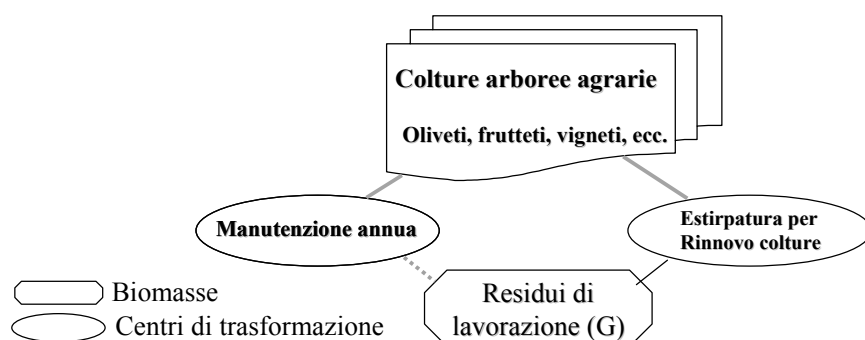 Colture arboree agrarie
Oliveti, frutteti, vigneti, ecc.
Manutenzione annua
Estirpatura per
Rinnovo colture
Residui di
lavorazione (G)
Biomasse
Centri di trasformazione